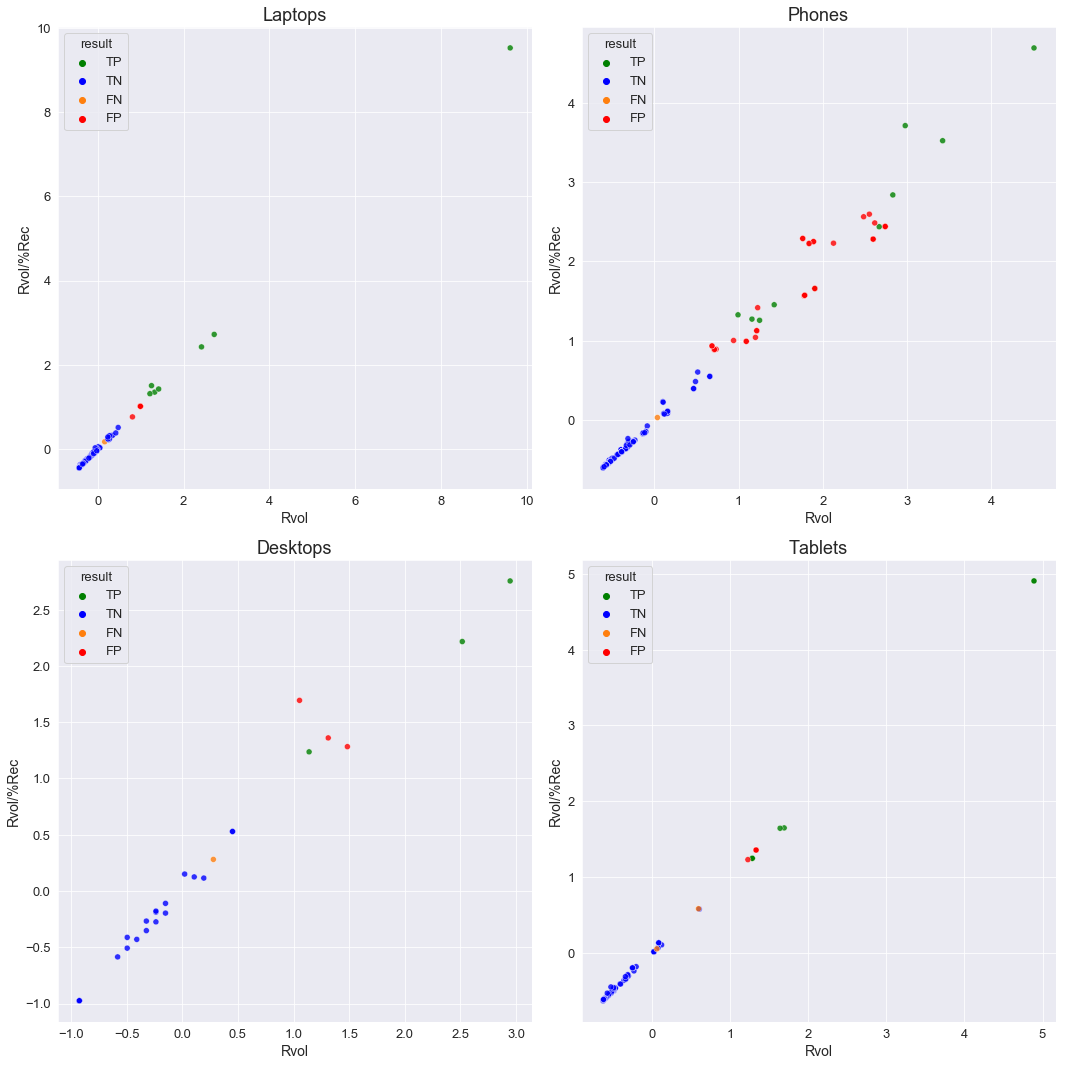 Laptops
result
TP
TN
FN
FP
10
8
6
4
2
0
Rvol/%Rec
0
2
4
6
8
10
Rvol
Phones
result
TP
TN
FN
FP
4
3
2
1
0
Rvol/%Rec
0
1
2
3
4
Rvol
Desktops
result
TP
TN
FN
FP
2.5
2.0
1.5
1.0
0.5
0.0
−0.5
−1.0
Rvol/%Rec
−1.0
−0.5
0.0
0.5
1.0
1.5
2.0
2.5
3.0
Rvol
Tablets
result
TP
TN
FN
FP
5
4
3
2
1
0
Rvol/%Rec
0
1
2
3
4
5
Rvol